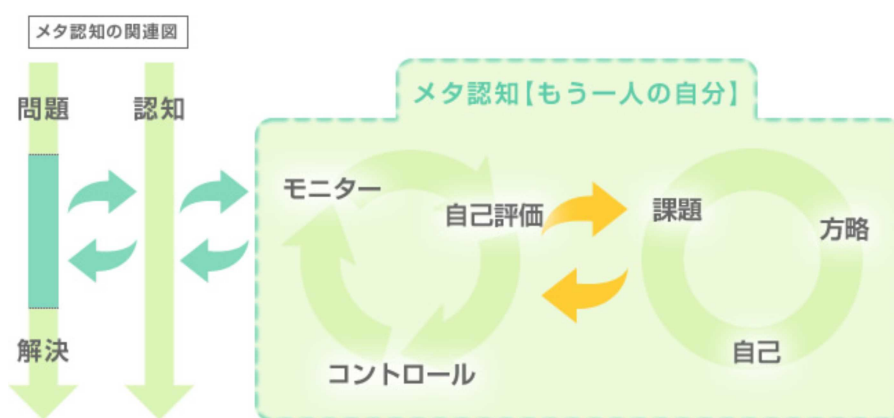 メタ認知の関連図
問題
認知
メタ認知【もう一人の自分】
モニター
自己評価
課題
方略
解決
コントロール
自己